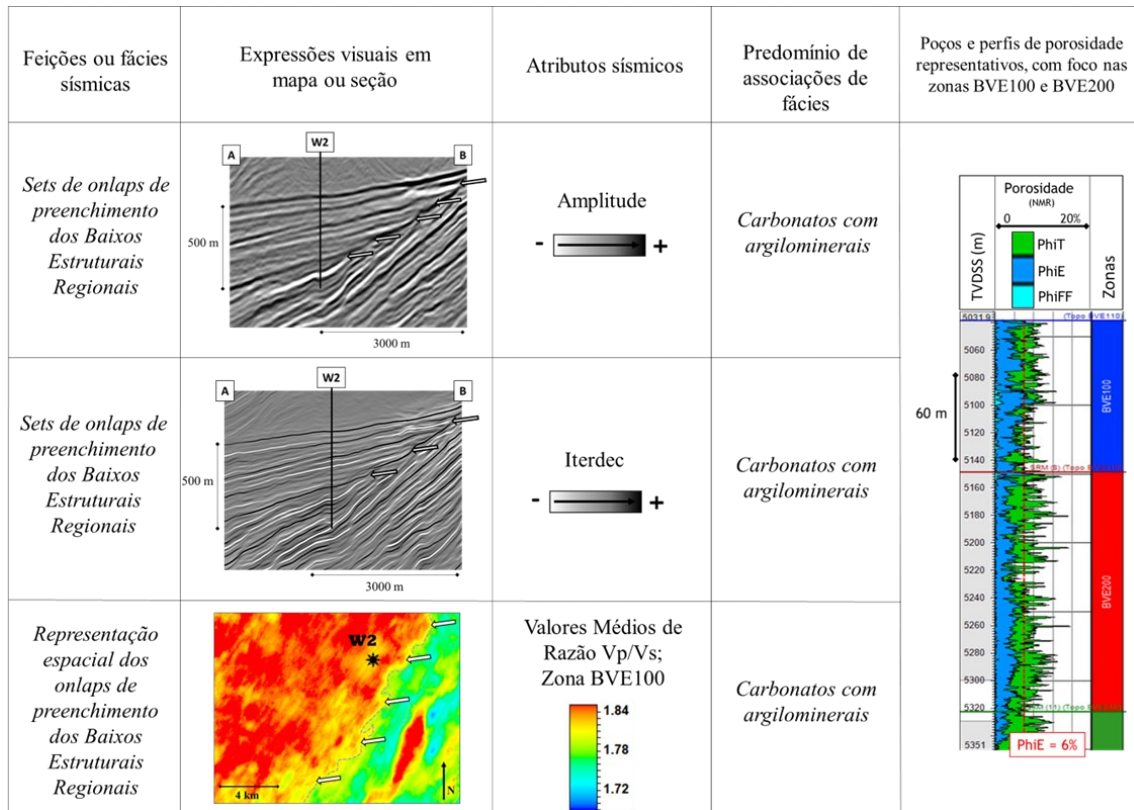 Feições ou fácies
sísmicas
Expressões visuais em
mapa ou seção
Atributos sísmicos
Predomínio de
associações de
fácies
Poços e perfis de porosidade
representativos, com foco nas
zonas BVE100 e BVE200
Sets de onlaps de
preenchimento
dos Baixos
Estruturais
Regionais
A
W2
B
500 m
3000 m
Amplitude
- +
Carbonatos com
argilominerais
Sets de onlaps de
preenchimento
dos Baixos
Estruturais
Regionais
A
W2
B
500 m
3000 m
Iterdec
- +
Carbonatos com
argilominerais
Representação
espacial dos
onlaps de
preenchimento
dos Baixos
Estruturais
Regionais
W2
4 km
N
Valores Médios de
Razão Vp/Vs;
Zona BVE100
1.84
1.78
1.72
Carbonatos com
argilominerais
TVDSS (m)
Porosidade
(NMR)
0 20%
PhiT
PhiE
PhiFF
Zonas
5031.9
(Topo BVE110)
5060
5080
5100
5120
5140
60 m
BVE100
5160
5180
5200
5220
5240
5260
5280
5300
5320
5351
BVE200
PhiE = 6%